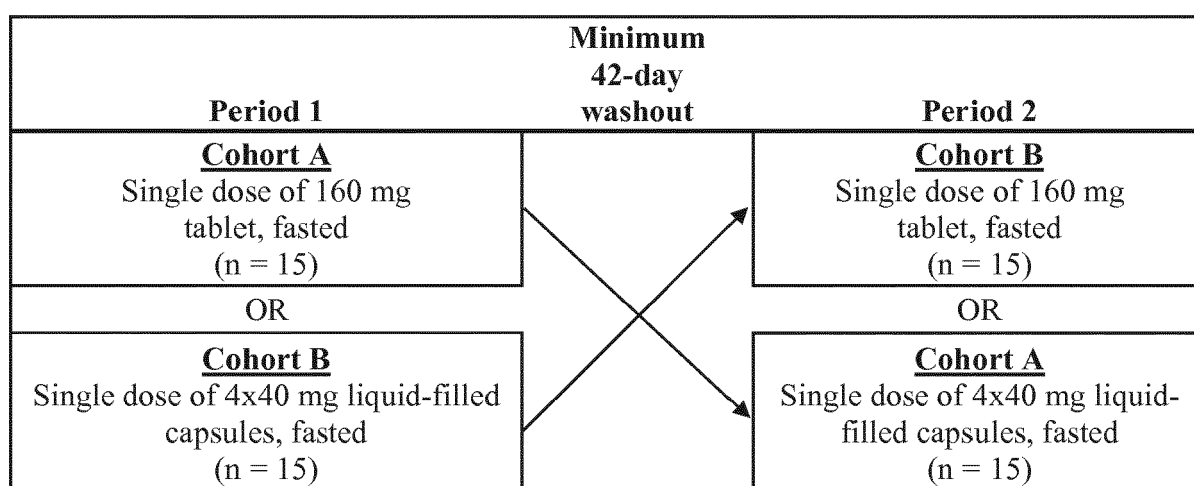 Minimum
42-day
Period 1 washout Period 2
Cohort A
Single dose of 160 mg
tablet, fasted
(n = 15)
OR
Cohort B
Single dose of 4x40 mg liquid-filled
capsules, fasted
(n = 15)
Cohort B
Single dose of 160 mg
tablet, fasted
(n = 15)
OR
Cohort A
Single dose of 4x40 mg liquid-
filled capsules, fasted
(n = 15)